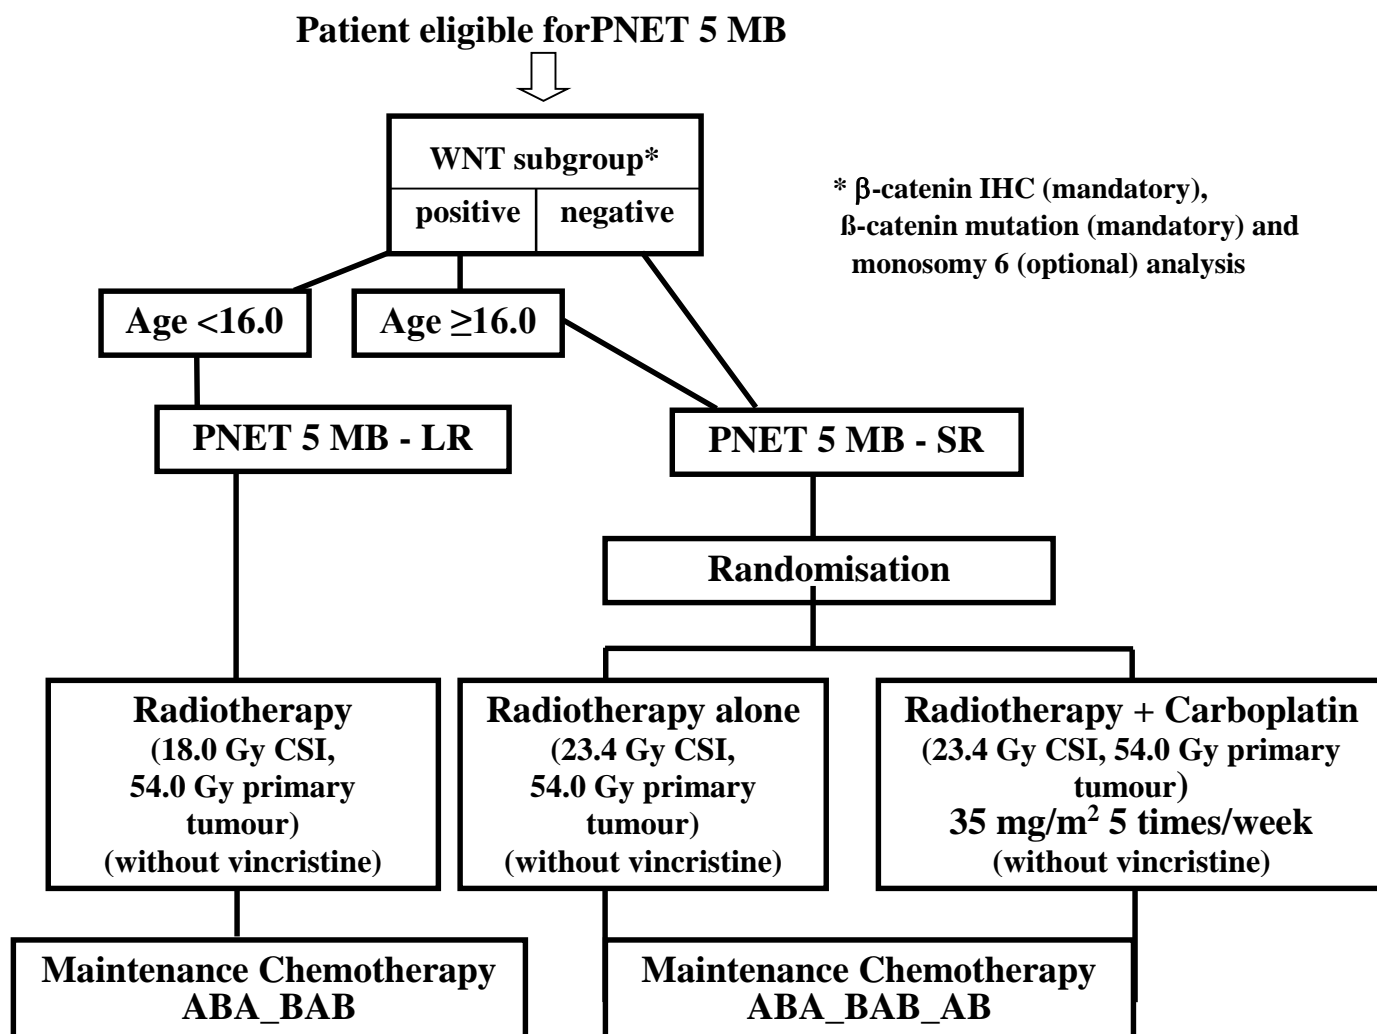 Patient eligible forPNET 5 MB
WNT subgroup*
positive
negative
* β-catenin IHC (mandatory),
ß-catenin mutation (mandatory) and
monosomy 6 (optional) analysis
Age <16.0
Age ≥16.0
PNET 5 MB - LR
PNET 5 MB - SR
Randomisation
Radiotherapy
(18.0 Gy CSI,
54.0 Gy primary
tumour)
(without vincristine)
Radiotherapy alone
(23.4 Gy CSI,
54.0 Gy primary
tumour)
(without vincristine)
Radiotherapy + Carboplatin
(23.4 Gy CSI, 54.0 Gy primary
tumour)
35 mg/m² 5 times/week
(without vincristine)
Maintenance Chemotherapy
ABA_BAB
Maintenance Chemotherapy
ABA_BAB_AB